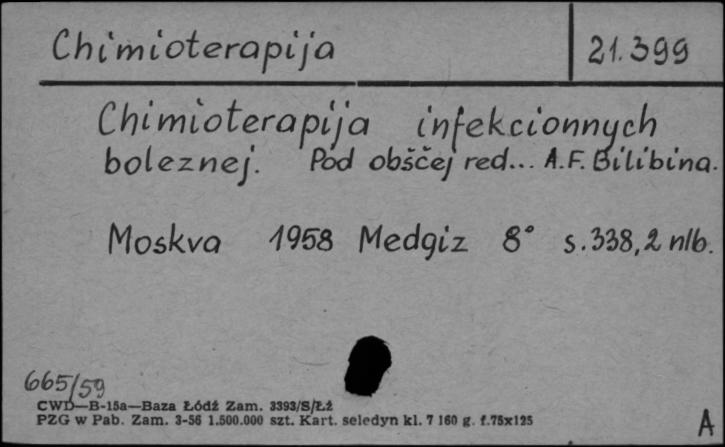 Chimioterapija 21.399
Chimioterapija infekcionnych
boleznej. Pod obščej red... A.F. Bilibina.
Moskva 1958 Medgiz 8° s. 338, 2 nlb.
665/59
CWD—B-15a—Baza Łódź Zam. 3393/S/Łż
PZG w Pab. Zam. 3-56 1.500.000 szt. Kart. seledyn kl. 7 160 g. f.75x125
A